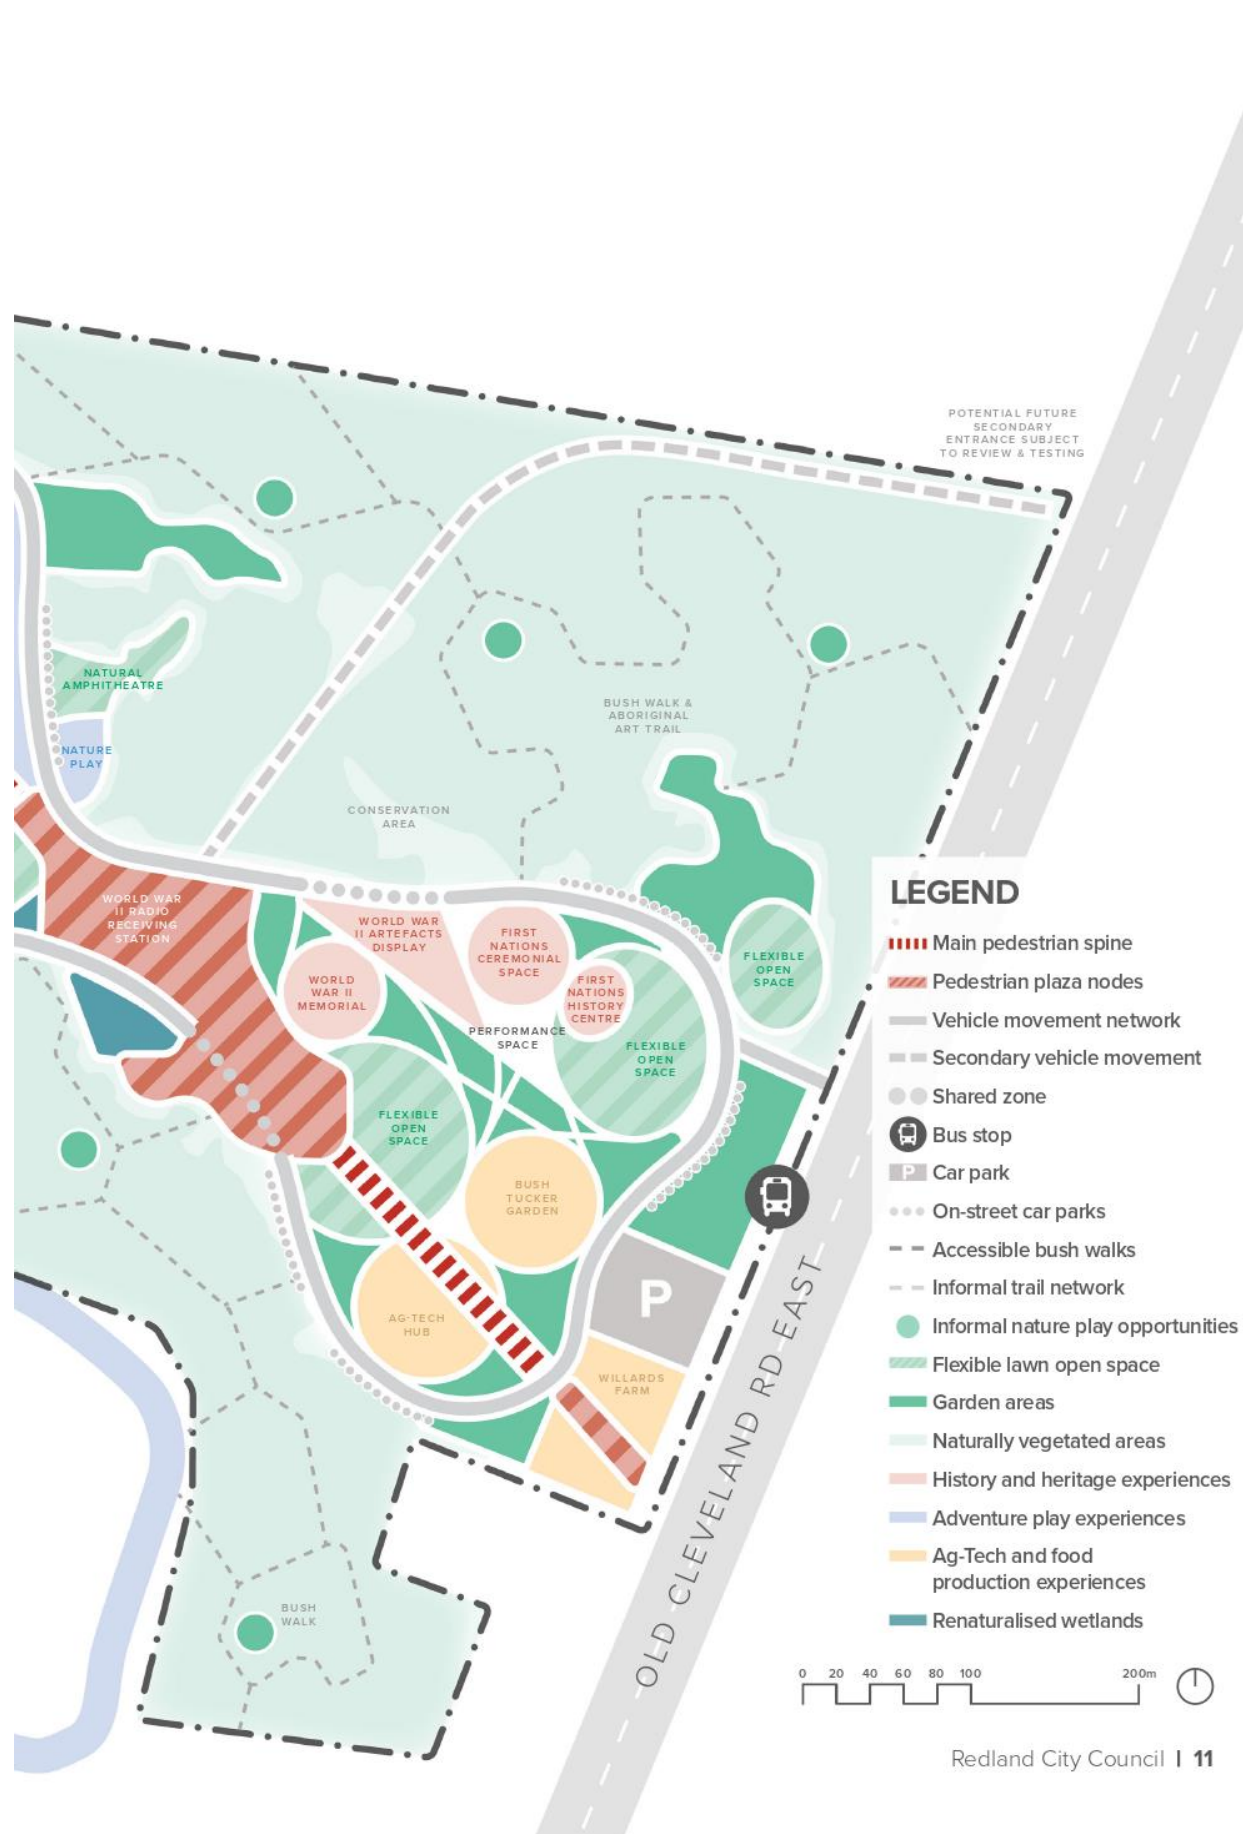 POTENTIAL FUTURE
SECONDARY
ENTRANCE SUBJECT
TO REVIEW & TESTING
NATURAL
AMPHITHEATRE
NATURE
PLAY
BUSH WALK &
ABORIGINAL
ART TRAIL
CONSERVATION
AREA
WORLD WAR
II RADIO
RECEIVING
STATION
WORLD WAR
II ARTEFACTS
DISPLAY
FIRST
NATIONS
CEREMONIAL
SPACE
WORLD
WAR II
MEMORIAL
FIRST
NATIONS
HISTORY
CENTRE
FLEXIBLE
OPEN
SPACE
PERFORMANCE
SPACE
FLEXIBLE
OPEN
SPACE
FLEXIBLE
OPEN
SPACE
BUSH
TUCKER
GARDEN
AG-TECH
HUB
P
WILLARDS
FARM
BUSH
WALK
OLD CLEVELAND RD EAST
LEGEND
Main pedestrian spine
Pedestrian plaza nodes
Vehicle movement network
Secondary vehicle movement
Shared zone
Bus stop
P Car park
On-street car parks
Accessible bush walks
Informal trail network
Informal nature play opportunities
Flexible lawn open space
Garden areas
Naturally vegetated areas
History and heritage experiences
Adventure play experiences
Ag-Tech and food
production experiences
Renaturalised wetlands
0 20 40 60 80 100 200m
Redland City Council | 11